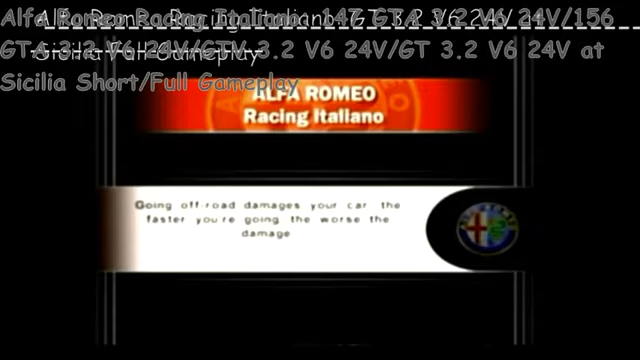 Alfa Romeo Racing Italiano: 147 GTA 3.2 V6 24V/156
GTA 3.2 V6 24V/GTV 3.2 V6 24V/GT 3.2 V6 24V at
Sicilia Short/Full Gameplay
ALFA ROMEO
Racing Italiano
Going off-road damages your car the
faster you're going the worse the
damage